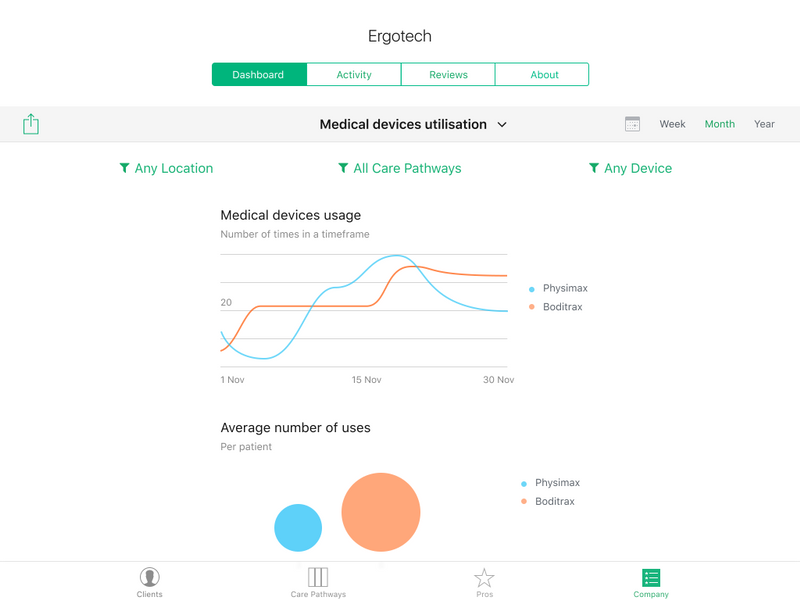 Ergotech
Dashboard Activity Reviews About
Medical devices utilisation
Week Month Year
Any Location All Care Pathways Any Device
Medical devices usage
Number of times in a timeframe
20
Physimax
Boditrax
1 Nov 15 Nov 30 Nov
Average number of uses
Per patient
Physimax
Boditrax
Clients Care Pathways Pros Company